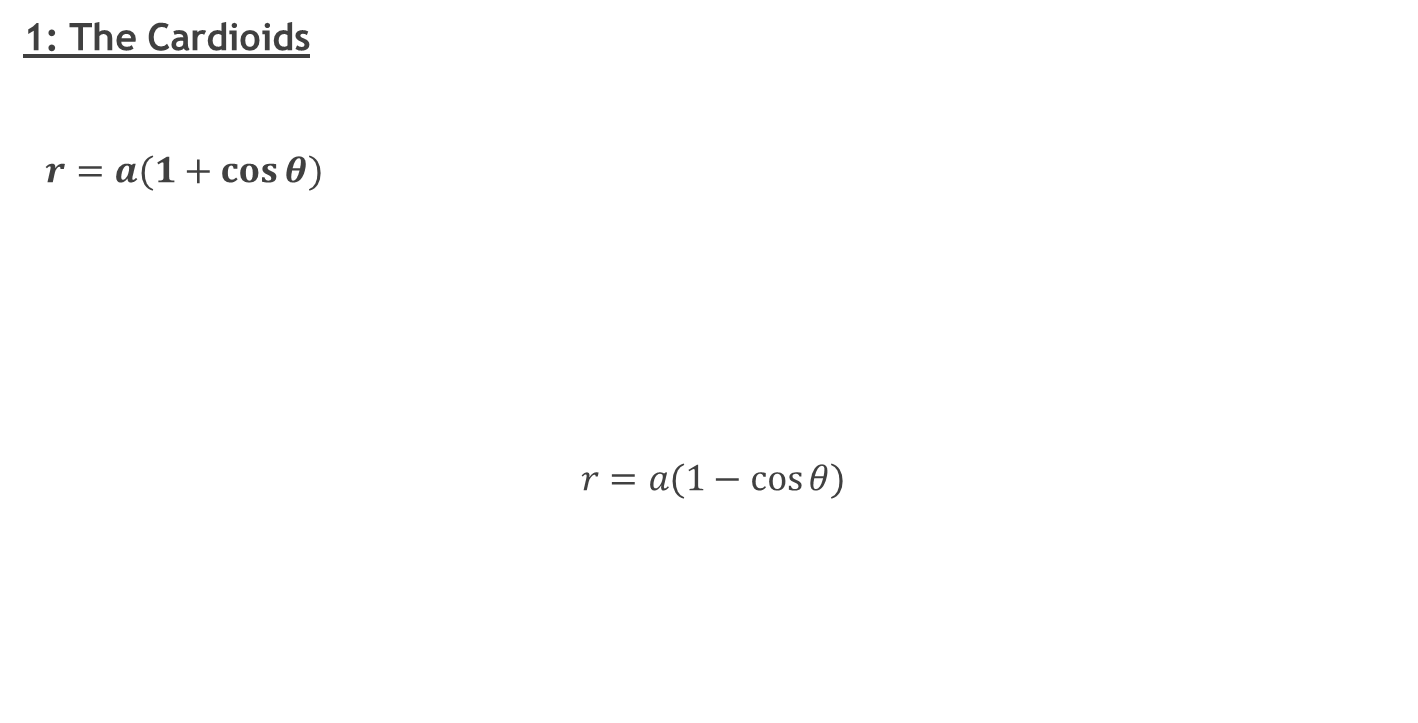 1: The Cardioids
r = a(1 + cos θ)
r = a(1 − cos θ)